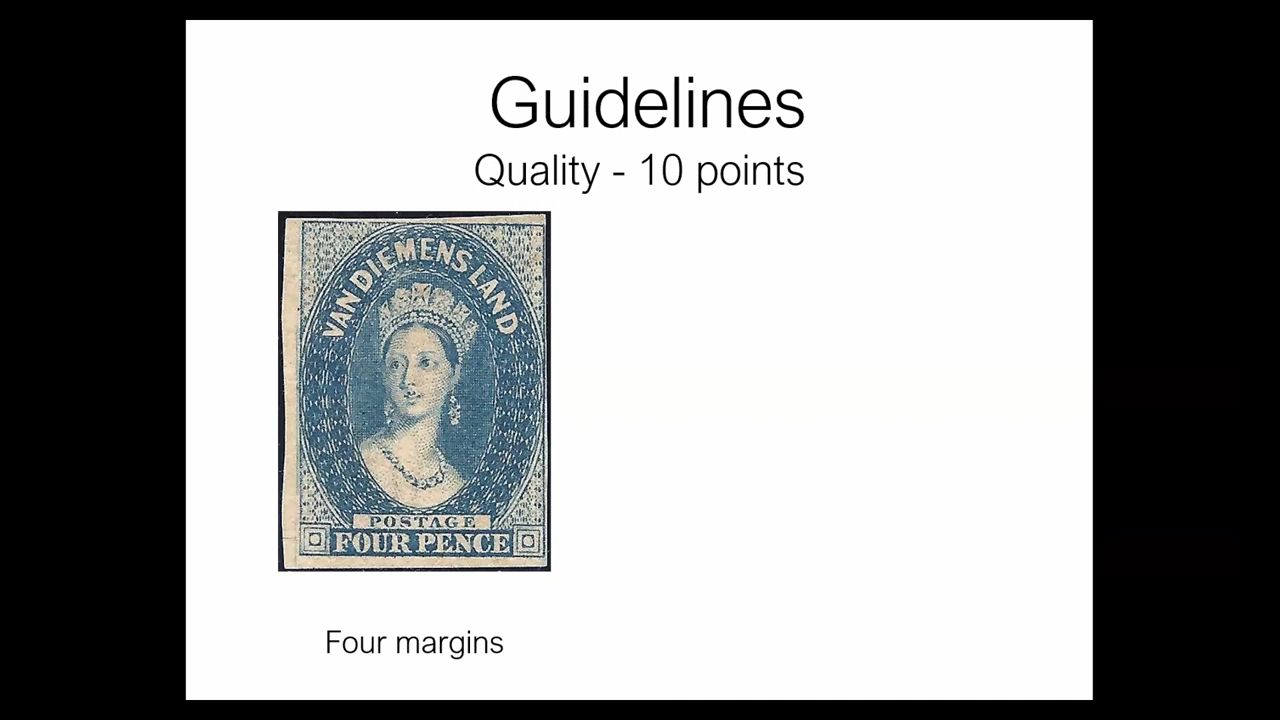 Guidelines
Quality - 10 points
VAN DIEMENS LAND
POSTAGE
FOUR PENCE
Four margins